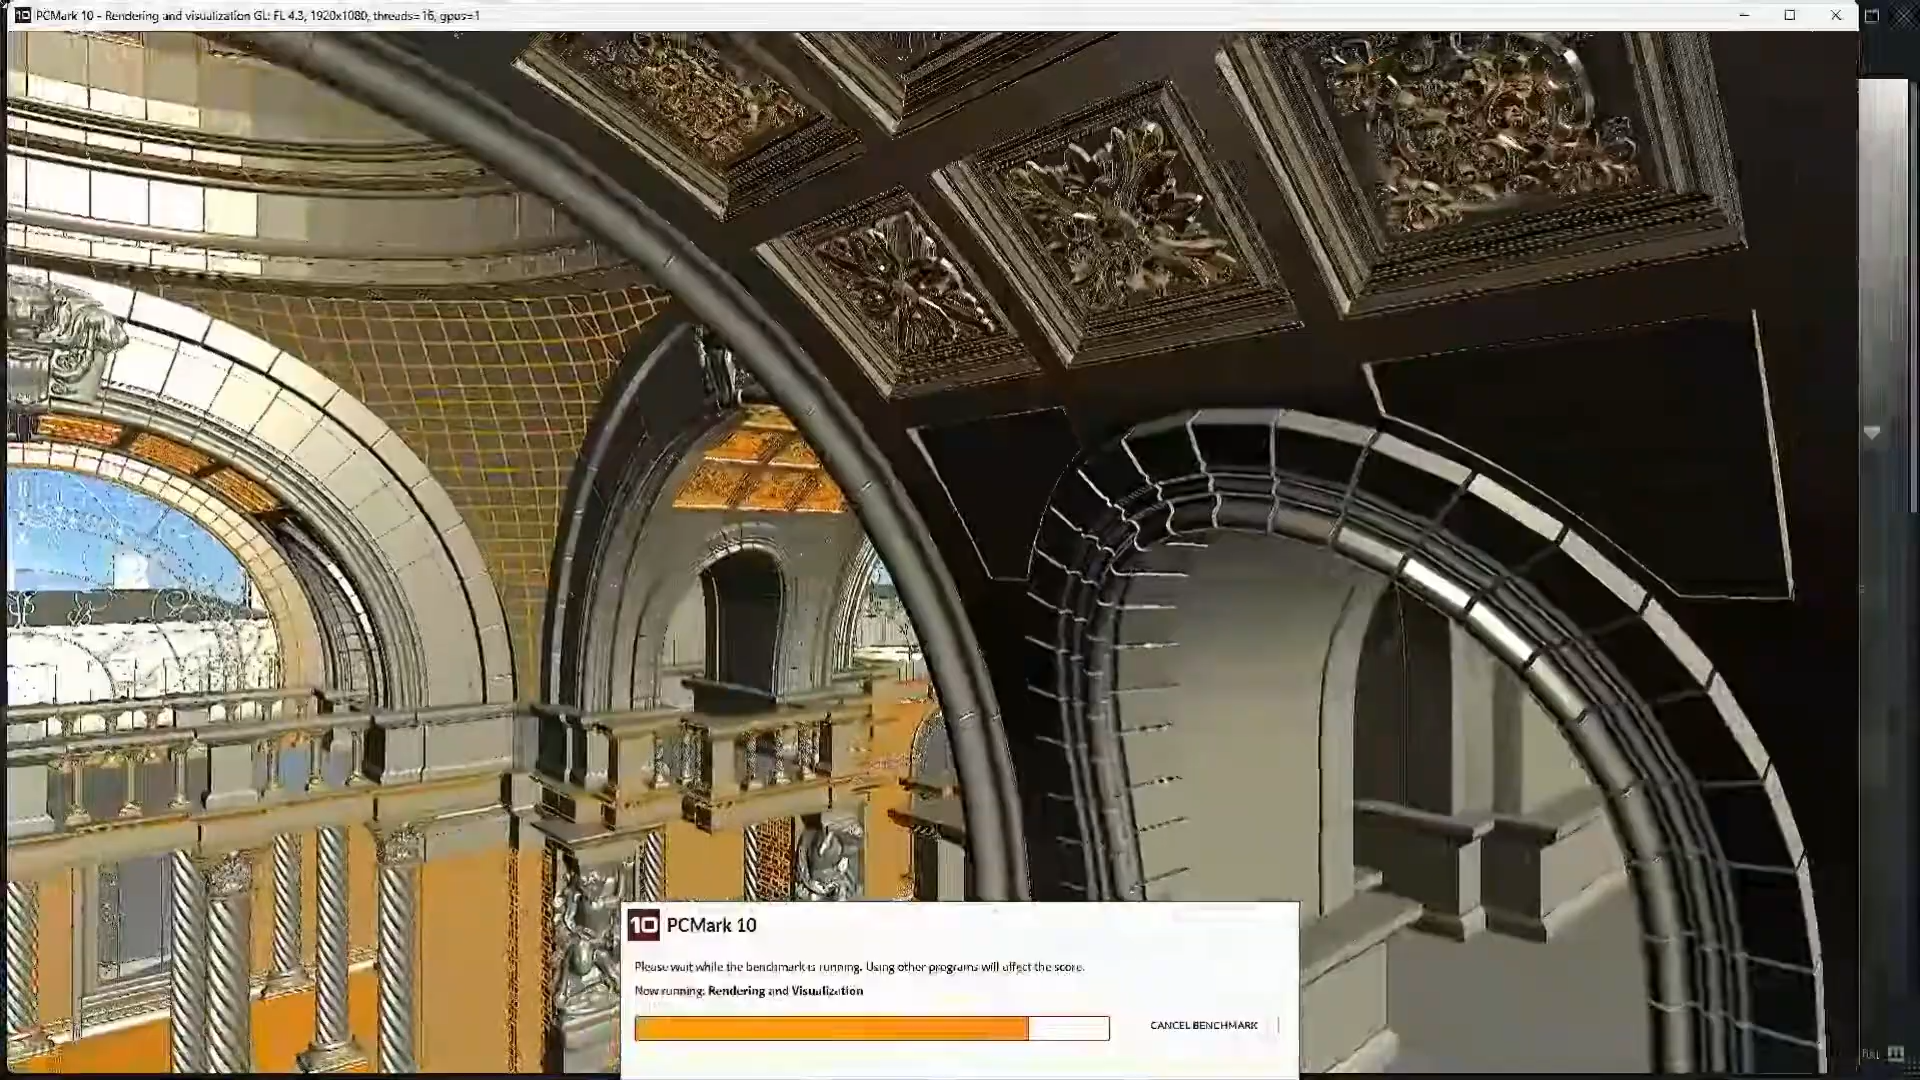 10 PCMark 10 - Rendering and visualization GL: FL 4.3, 1920x1080, threads=16, gpus=1
10 PCMark 10
Please wait while the benchmark is running. Using other programs will affect the score.
Now running: Rendering and Visualization
CANCEL BENCHMARK
FULL